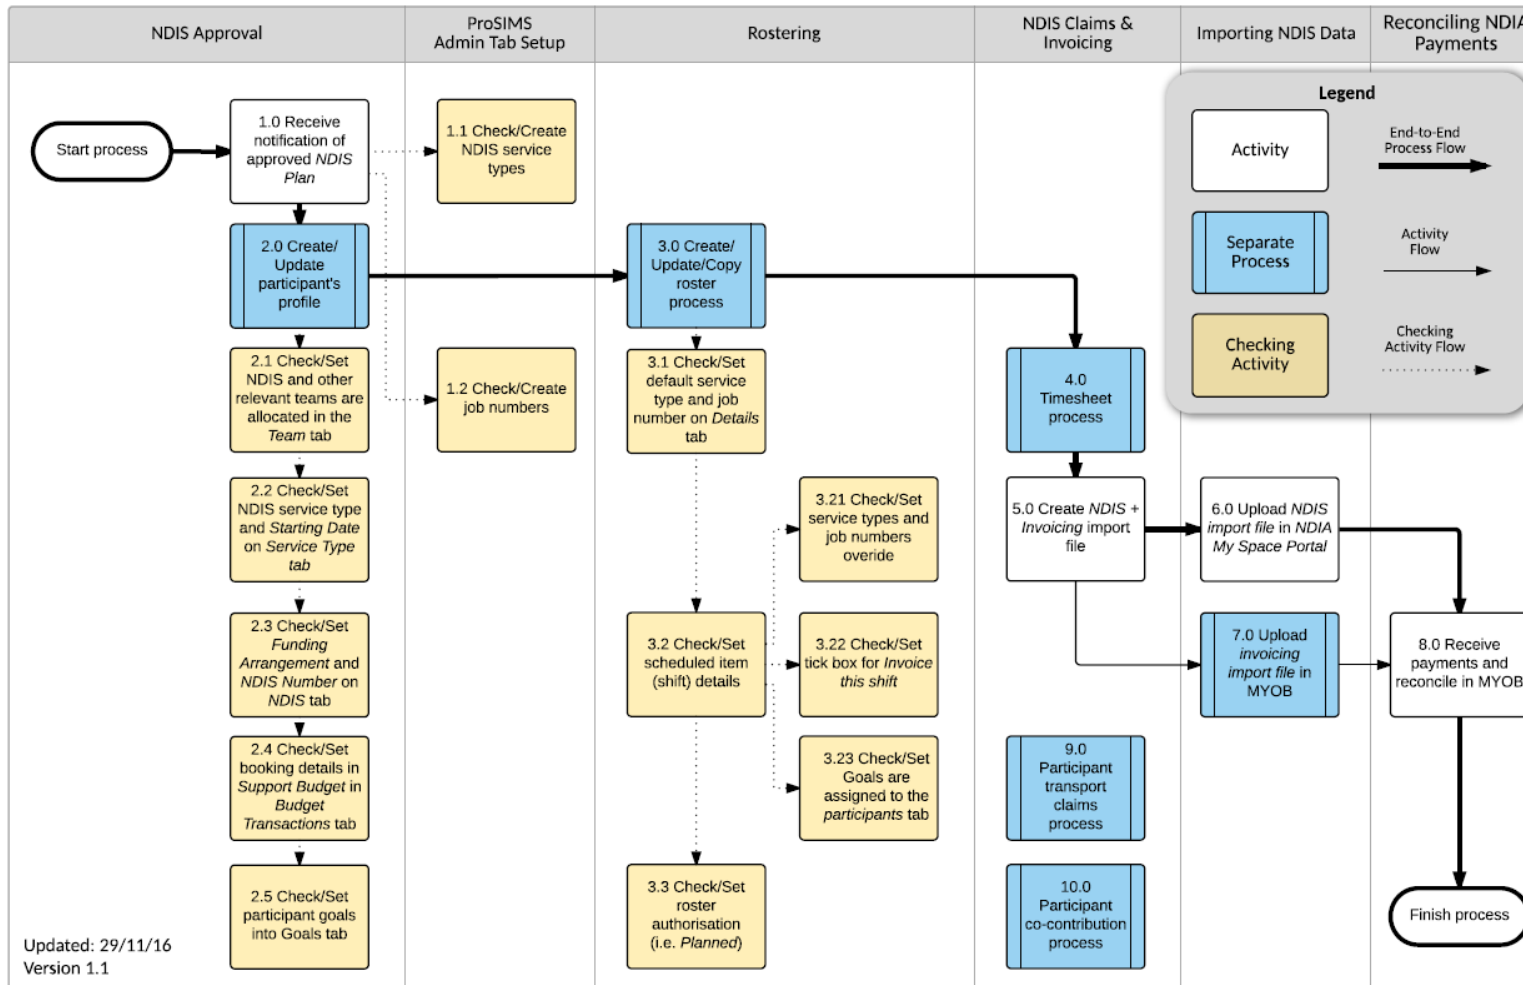 NDIS Approval
ProSIMS
Admin Tab Setup
Rostering
NDIS Claims &
Invoicing
Importing NDIS Data
Reconciling NDIA
Payments
Legend
Activity
End-to-End
Process Flow
Separate
Process
Activity
Flow
Checking
Activity
Checking
Activity Flow
Start process
1.0 Receive
notification of
approved NDIS
Plan
1.1 Check/Create
NDIS service
types
2.0 Create/
Update
participant's
profile
3.0 Create/
Update/Copy
roster
process
2.1 Check/Set
NDIS and other
relevant teams are
allocated in the
Team tab
1.2 Check/Create
job numbers
3.1 Check/Set
default service
type and job
number on Details
tab
4.0
Timesheet
process
2.2 Check/Set
NDIS service type
and Starting Date
on Service Type
tab
3.21 Check/Set
service types and
job numbers
overide
5.0 Create NDIS +
Invoicing import
file
6.0 Upload NDIS
import file in NDIA
My Space Portal
2.3 Check/Set
Funding
Arrangement and
NDIS Number on
NDIS tab
3.2 Check/Set
scheduled item
(shift) details
3.22 Check/Set
tick box for Invoice
this shift
7.0 Upload
invoicing
import file in
MYOB
8.0 Receive
payments and
reconcile in MYOB
2.4 Check/Set
booking details in
Support Budget in
Budget
Transactions tab
3.23 Check/Set
Goals are
assigned to the
participants tab
9.0
Participant
transport
claims
process
2.5 Check/Set
participant goals
into Goals tab
3.3 Check/Set
roster
authorisation
(i.e. Planned)
10.0
Participant
co-contribution
process
Finish process
Updated: 29/11/16
Version 1.1